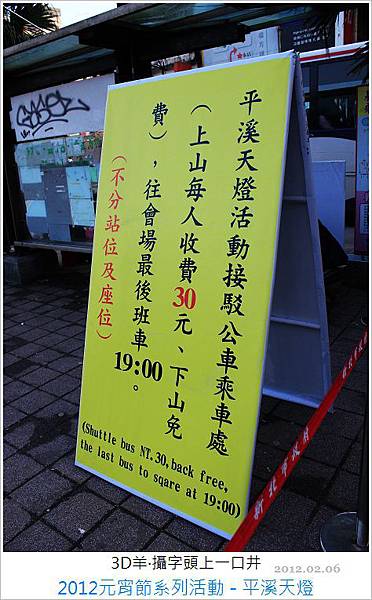 平溪天燈活動接駁公車乘車處
(上山每人收費30元、下山免
費),往會場最後班車
19:00。
(不分站位及座位)
(Shuttle bus NT.30,back free,
the last bus to sqare at 19:00)
3D羊‧攝字頭上一口井
2012.02.06
2012元宵節系列活動 - 平溪天燈